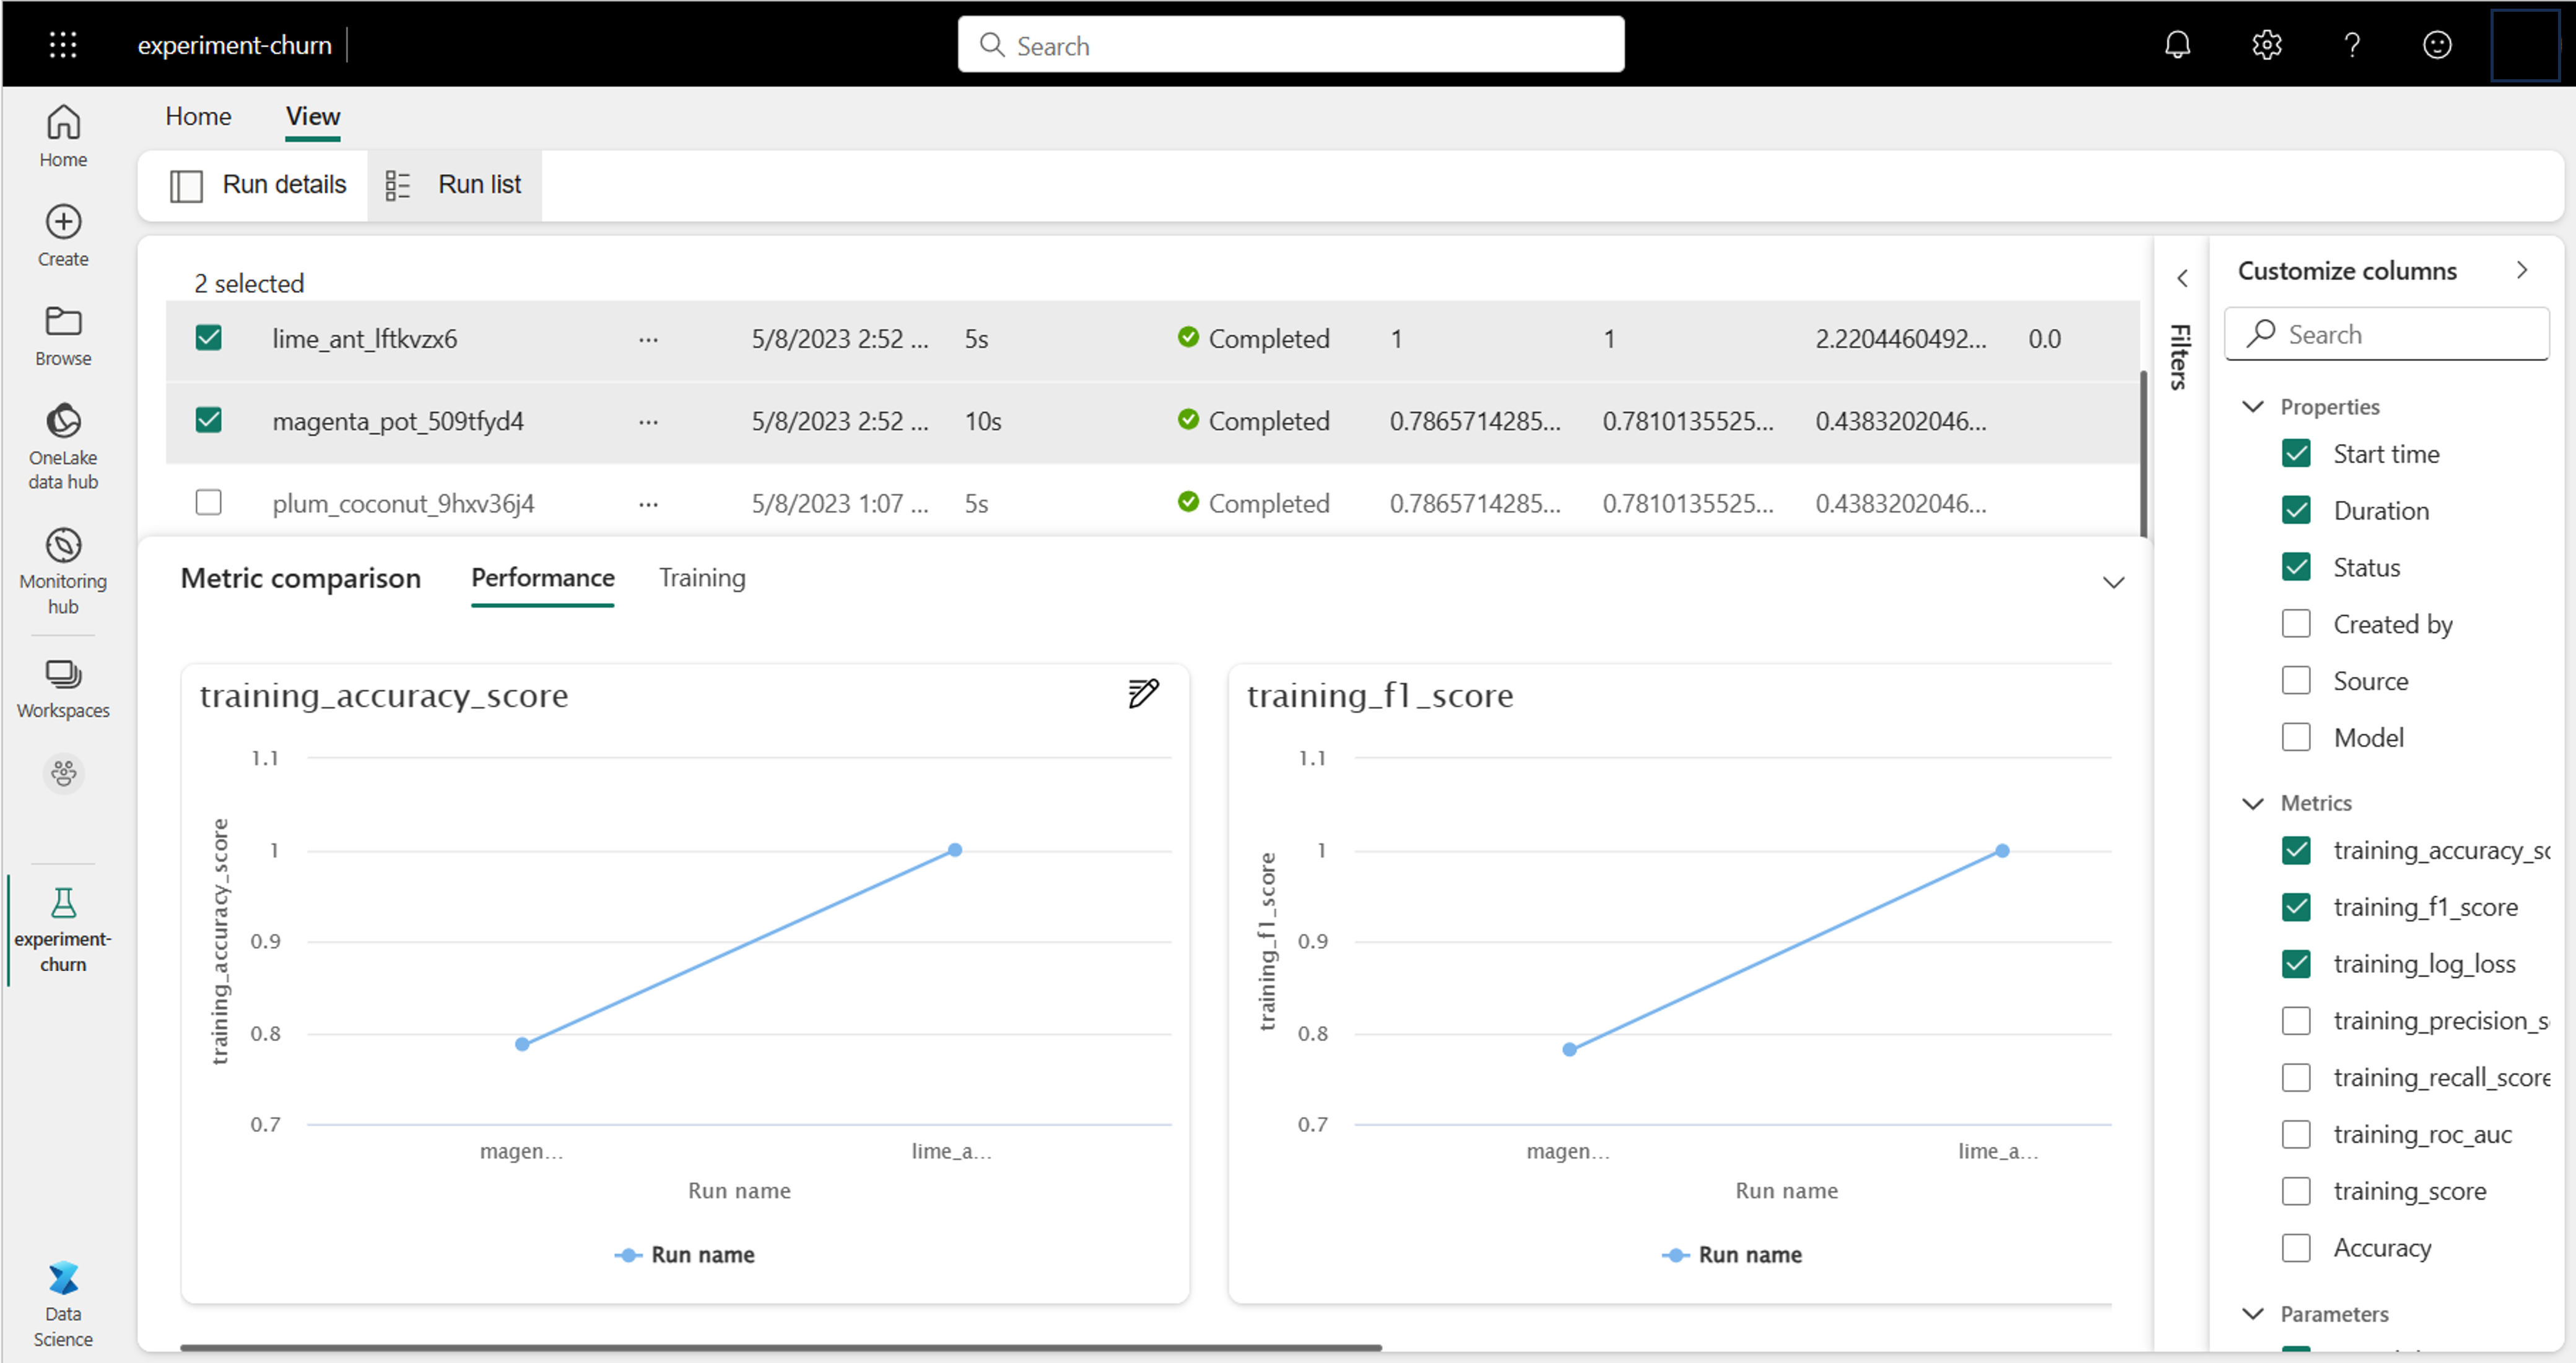 experiment-churn
Search
Home
Create
Browse
OneLake
data hub
Monitoring
hub
Workspaces
experiment-
churn
Data
Science
Home View
Run details Run list
2 selected
lime_ant_lftkvzx6 ... 5/8/2023 2:52 ... 5s Completed 1 1 2.2204460492... 0.0
magenta_pot_509tfyd4 ... 5/8/2023 2:52 ... 10s Completed 0.7865714285... 0.7810135525... 0.4383202046...
plum_coconut_9hxv36j4 ... 5/8/2023 1:07 ... 5s Completed 0.7865714285... 0.7810135525... 0.4383202046...
Metric comparison Performance Training
training_accuracy_score
training_accuracy_score
1.1
1
0.9
0.8
0.7
magen... lime_a...
Run name
Run name
training_f1_score
training_f1_score
1.1
1
0.9
0.8
0.7
magen... lime_a...
Run name
Run name
Filters
Customize columns
Search
Properties
Start time
Duration
Status
Created by
Source
Model
Metrics
training_accuracy_sc
training_f1_score
training_log_loss
training_precision_s
training_recall_score
training_roc_auc
training_score
Accuracy
Parameters